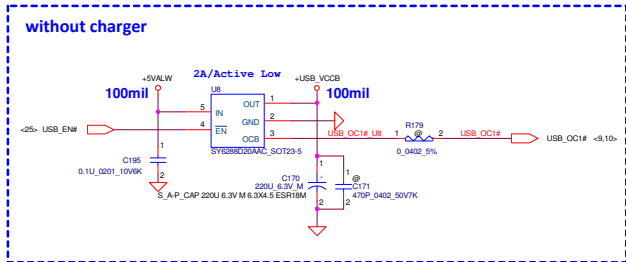 without charger
2A/Active Low
+5VALW
+USB_VCCB
100mil
U8
100mil
5
IN
OUT
1
GND
2
R179
@
<25> USB_EN#
4
EN
OCB
3
USB_OC1#_U8
1
2
USB_OC1#
USB_OC1# <9,10>
SY6288D20AAC_SOT23-5
0_0402_5%
1
C195
0.1U_0201_10V6K
2
1
C170
+
220U_6.3V_M
1
@
C171
S_A-P_CAP 220U 6.3V M 6.3X4.5 ESR18M
470P_0402_50V7K
2
2